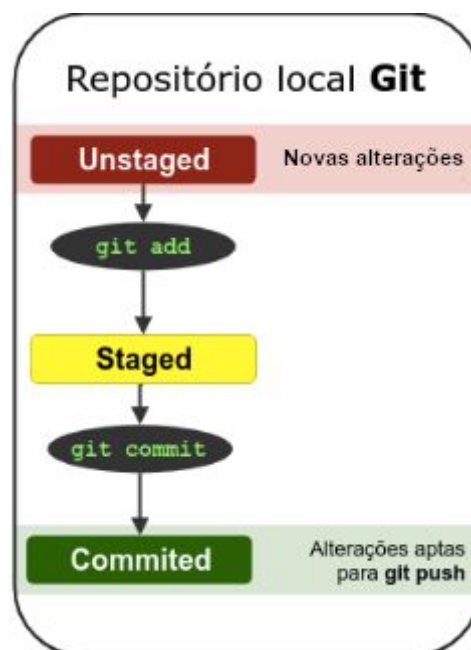 Repositório local Git
Unstaged
Novas alterações
git add
Staged
git commit
Commited
Alterações aptas
para git push